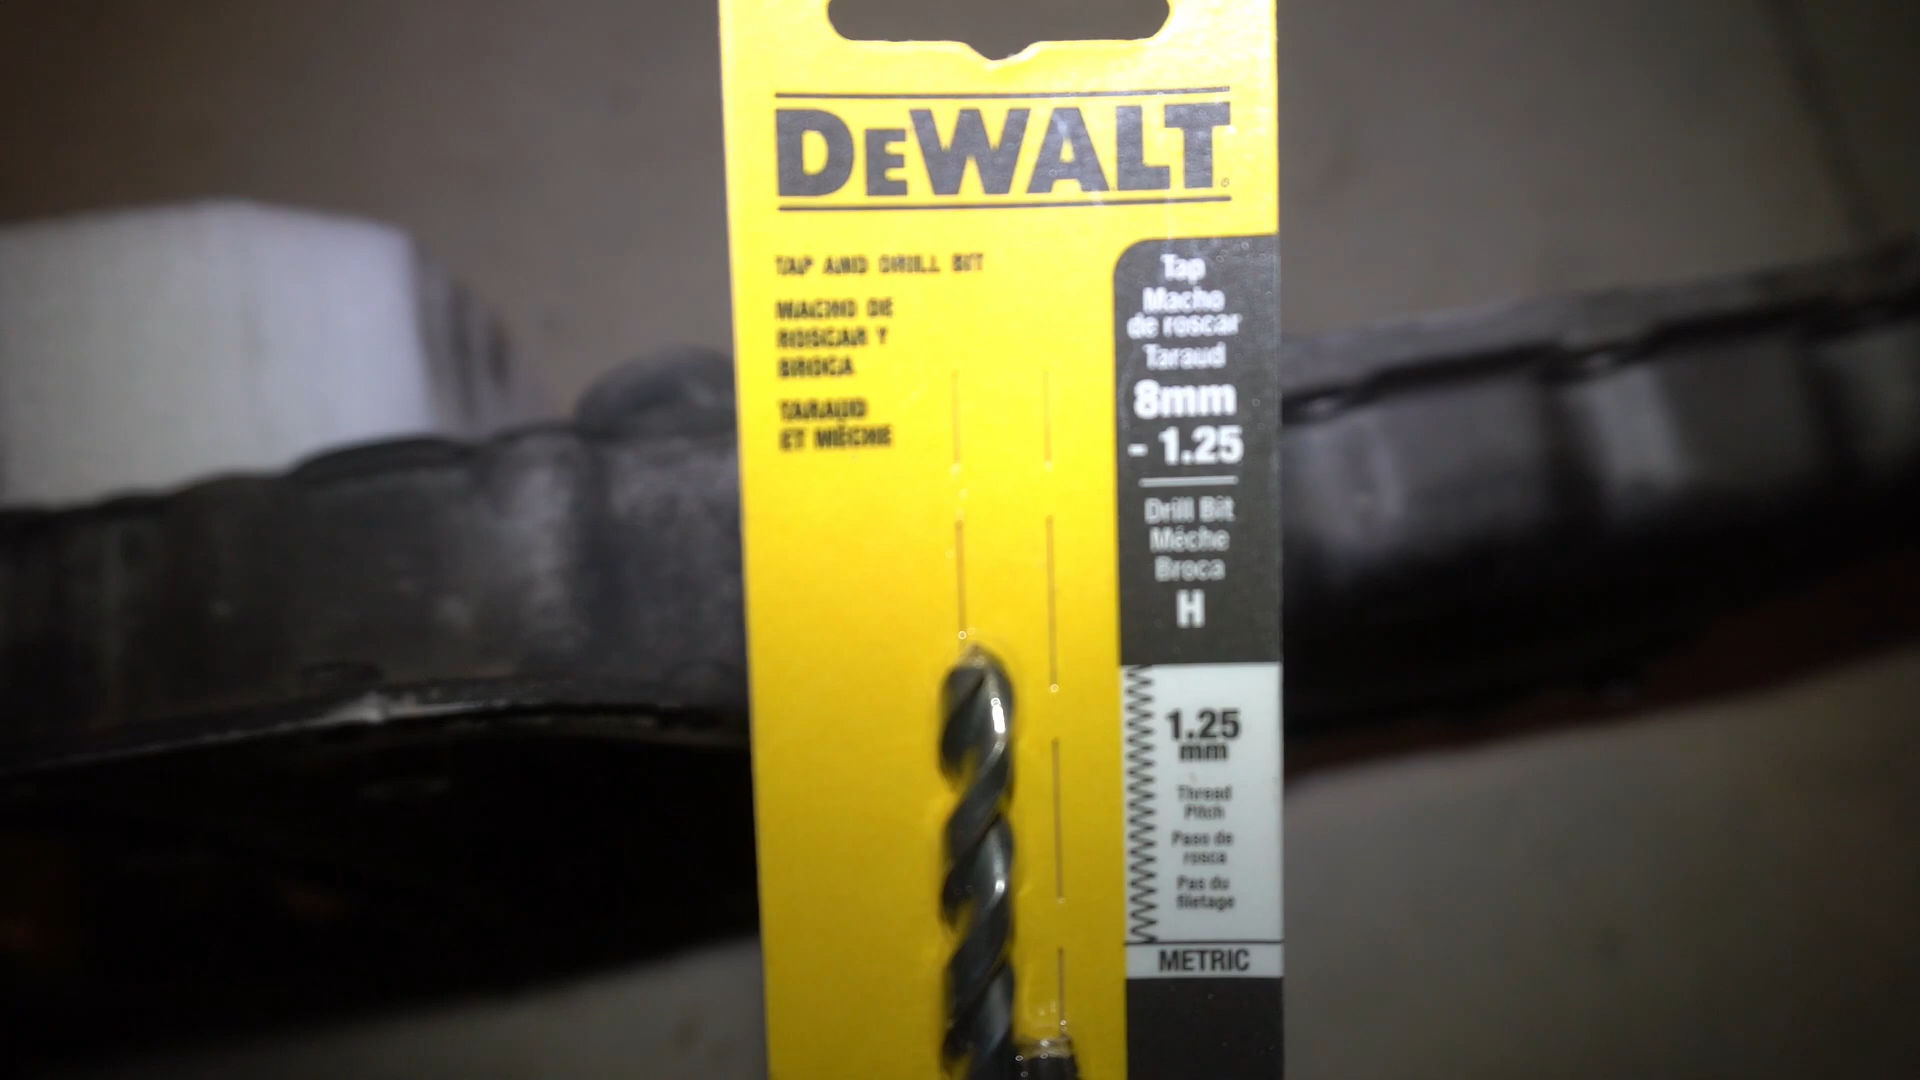 DEWALT
TAP AND DRILL BIT
MACHO DE
ROSCAR Y
BROCA
TARAUD
ET MÈCHE
Tap
Macho
de roscar
Taraud
8mm
- 1.25
Drill Bit
Mèche
Broca
H
1.25
mm
Thread
Pitch
Paso de
rosca
Pas du
filetage
METRIC